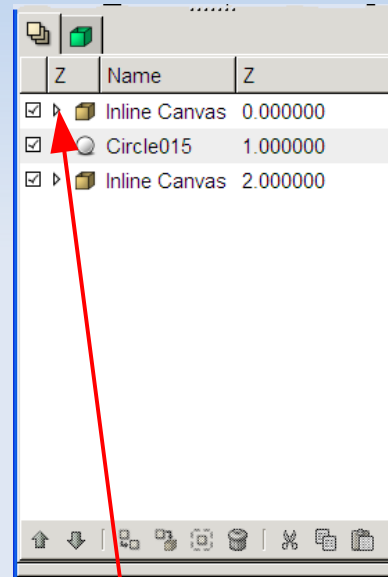 Z Name Z
Inline Canvas 0.000000
Circle015 1.000000
Inline Canvas 2.000000